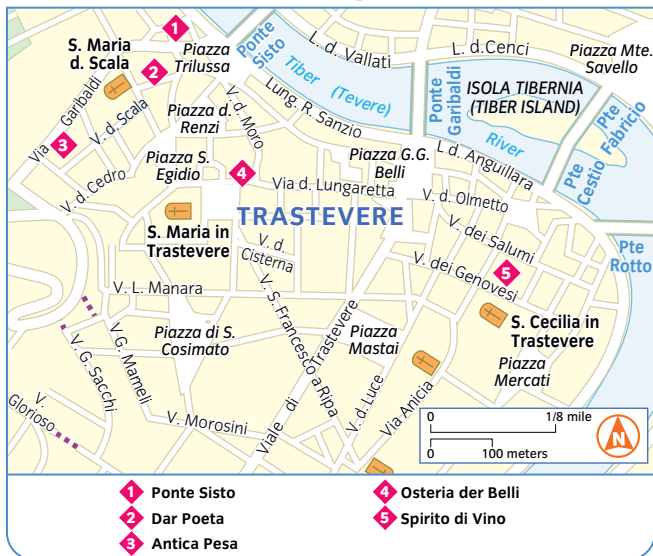 1
S. Maria
d. Scala
Piazza
Trilussa
Ponte
Sisto
L. d. Vallati
L. d.Cenci
Piazza Mte.
Savello
2
Tiber (Tevere)
Ponte
Garibaldi
ISOLA TIBERNIA
(TIBER ISLAND)
Pte
Fabricio
Via Garibaldi
V. d. Scala
Piazza d.
Renzi
V. d. Moro
Lung. R. Sanzio
River
3
Piazza S.
Egidio
4
Piazza G.G.
Belli
L. d. Anguillara
Pte
Cestio
V. d.Cedro
Via d. Lungaretta
V. d. Olmetto
TRASTEVERE
S. Maria in
Trastevere
V. d.
Cisterna
V. dei Salumi
V. dei Genovesi
5
Pte
Rotto
V. L. Manara
S. Cecilia in
Trastevere
Piazza di S.
Cosimato
V. S. Francesco a Ripa
Viale di Trastevere
Piazza
Mastai
Piazza
Mercati
V. G. Sacchi
V. G. Mameli
V. d. Luce
Via Anicia
V.
Glorioso
V. Morosini
0 1/8 mile
0 100 meters
N
1 Ponte Sisto
2 Dar Poeta
3 Antica Pesa
4 Osteria der Belli
5 Spirito di Vino